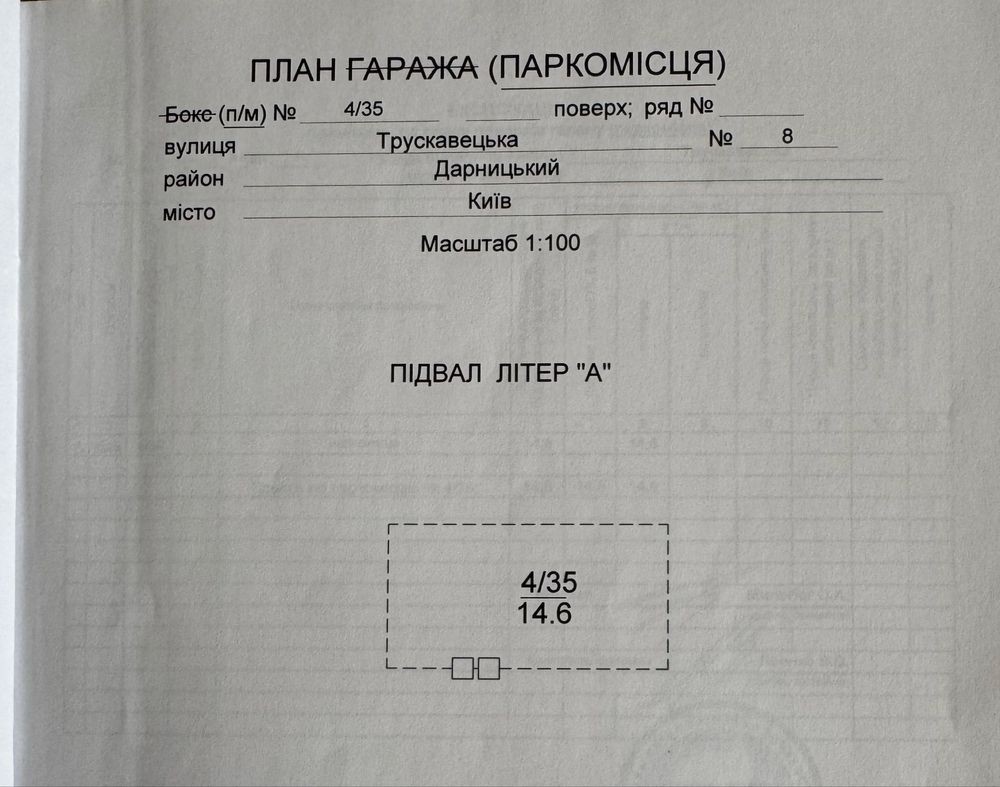 ПЛАН ГАРАЖА (ПАРКОМІСЦЯ)
Бокс (п/м) № 4/35 поверх; ряд №
вулиця Трускавецька № 8
район Дарницький
місто Київ
Масштаб 1:100
ПІДВАЛ ЛІТЕР "А"
4/35
14.6